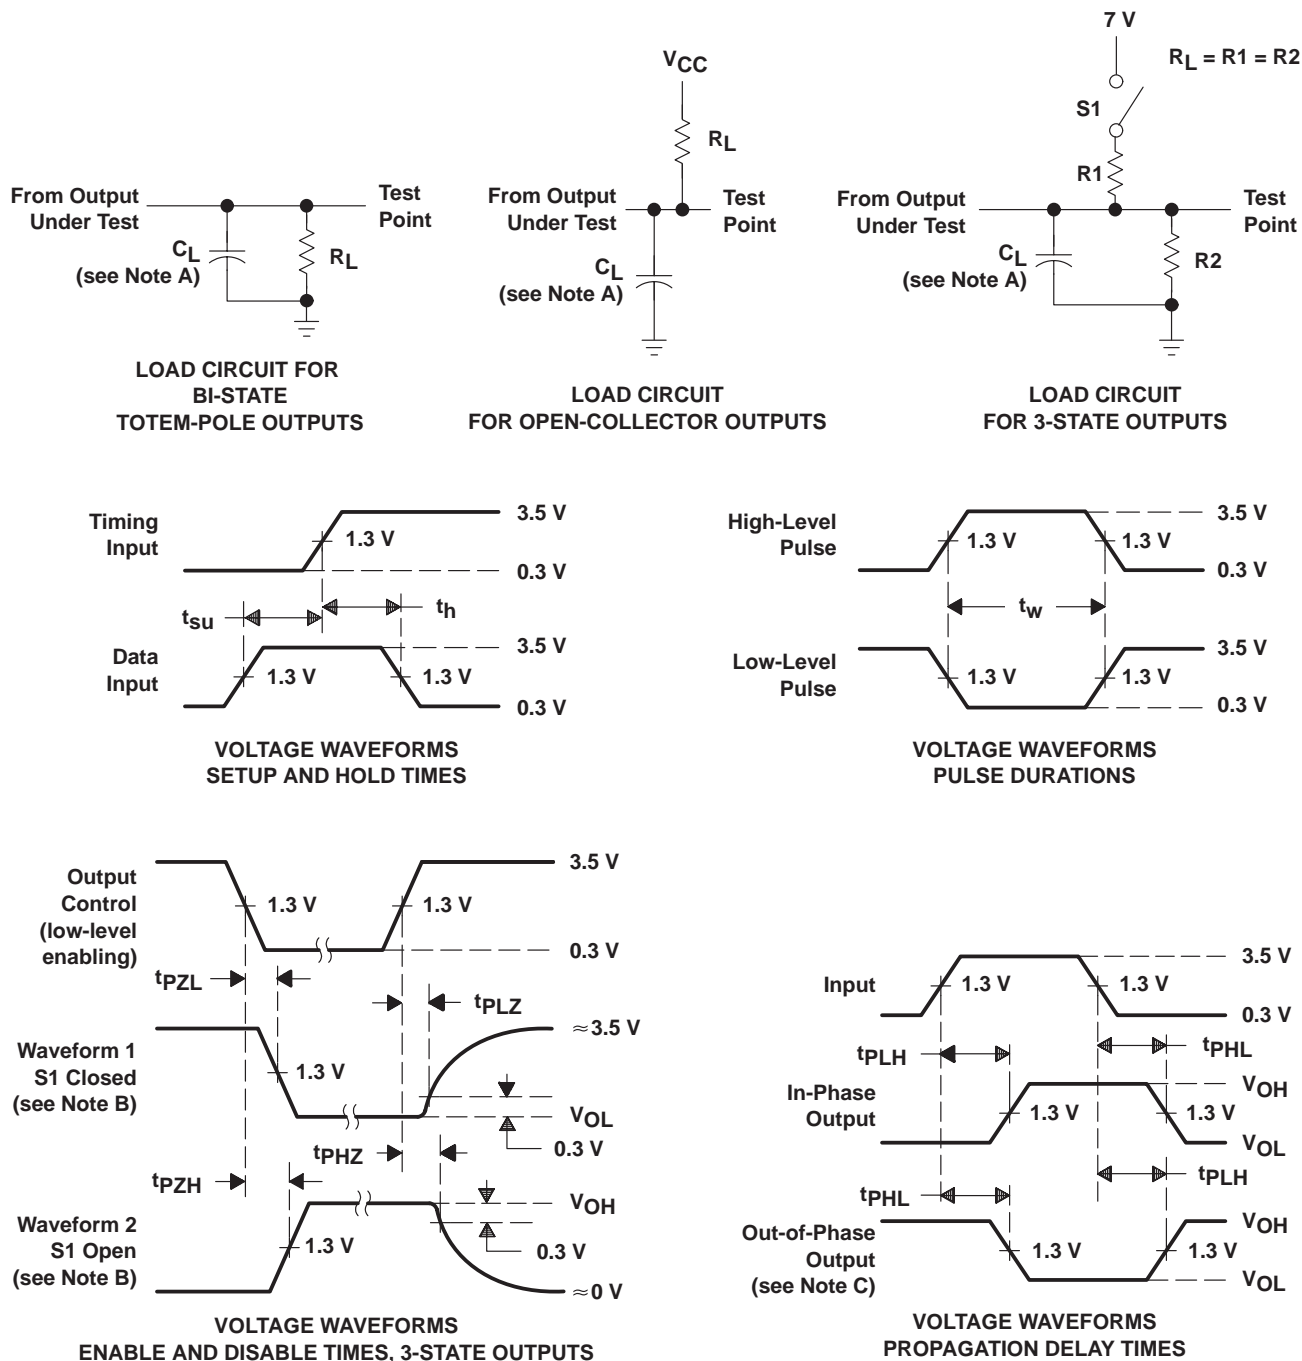 7 V
RL = R1 = R2
S1
R1
VCC
RL
From Output
Under Test
Test
Point
CL
(see Note A)
RL
From Output
Under Test
Test
Point
CL
(see Note A)
From Output
Under Test
Test
Point
CL
(see Note A)
R2
LOAD CIRCUIT FOR
BI-STATE
TOTEM-POLE OUTPUTS
LOAD CIRCUIT
FOR OPEN-COLLECTOR OUTPUTS
LOAD CIRCUIT
FOR 3-STATE OUTPUTS
Timing
Input
1.3 V
3.5 V
0.3 V
tsu
th
Data
Input
1.3 V
1.3 V
3.5 V
0.3 V
VOLTAGE WAVEFORMS
SETUP AND HOLD TIMES
High-Level
Pulse
1.3 V
1.3 V
3.5 V
0.3 V
tw
Low-Level
Pulse
1.3 V
1.3 V
3.5 V
0.3 V
VOLTAGE WAVEFORMS
PULSE DURATIONS
Output
Control
(low-level
enabling)
1.3 V
1.3 V
3.5 V
0.3 V
tPZL
tPLZ
Waveform 1
S1 Closed
(see Note B)
1.3 V
≈3.5 V
VOL
0.3 V
tPHZ
tPZH
Waveform 2
S1 Open
(see Note B)
1.3 V
VOH
0.3 V
≈0 V
VOLTAGE WAVEFORMS
ENABLE AND DISABLE TIMES, 3-STATE OUTPUTS
Input
1.3 V
1.3 V
3.5 V
0.3 V
tPLH
tPHL
In-Phase
Output
1.3 V
1.3 V
VOH
VOL
tPHL
tPLH
Out-of-Phase
Output
(see Note C)
1.3 V
1.3 V
VOH
VOL
VOLTAGE WAVEFORMS
PROPAGATION DELAY TIMES